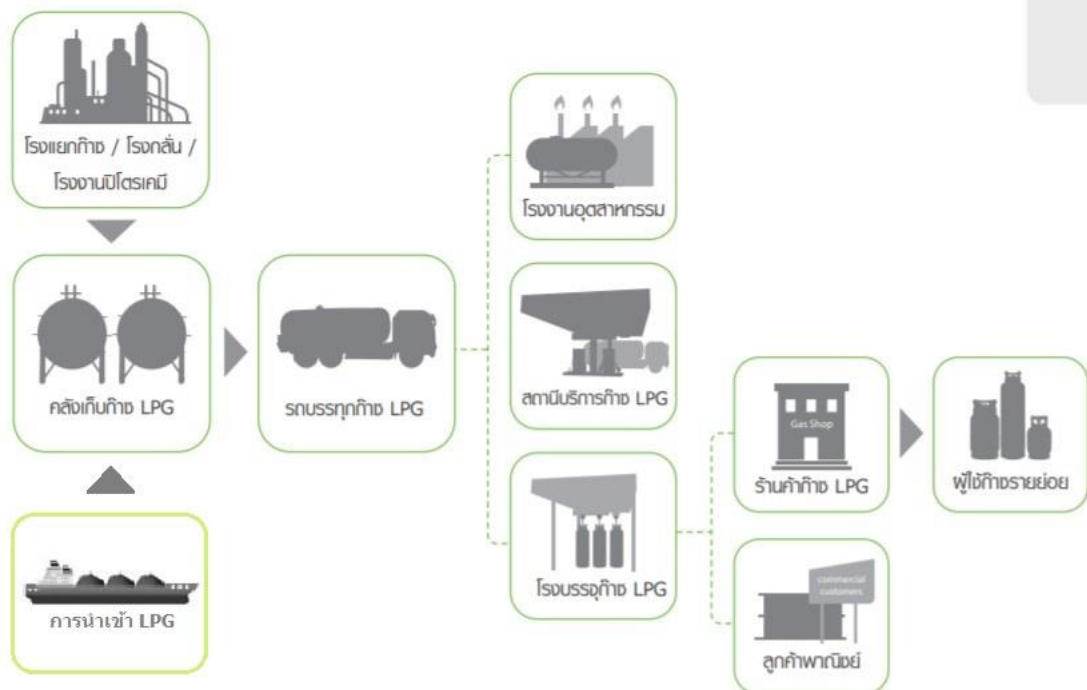 โรงแยกก๊าซ / โรงกลั่น /
โรงงานปิโตรเคมี
คลังเก็บก๊าซ LPG
การนำเข้า LPG
รถบรรทุกก๊าซ LPG
โรงงานอุตสาหกรรม
สถานีบริการก๊าซ LPG
โรงบรรจุก๊าซ LPG
Gas Shop
ร้านค้าก๊าซ LPG
commercial
customers
ลูกค้าพาณิชย์
ผู้ใช้ก๊าซรายย่อย